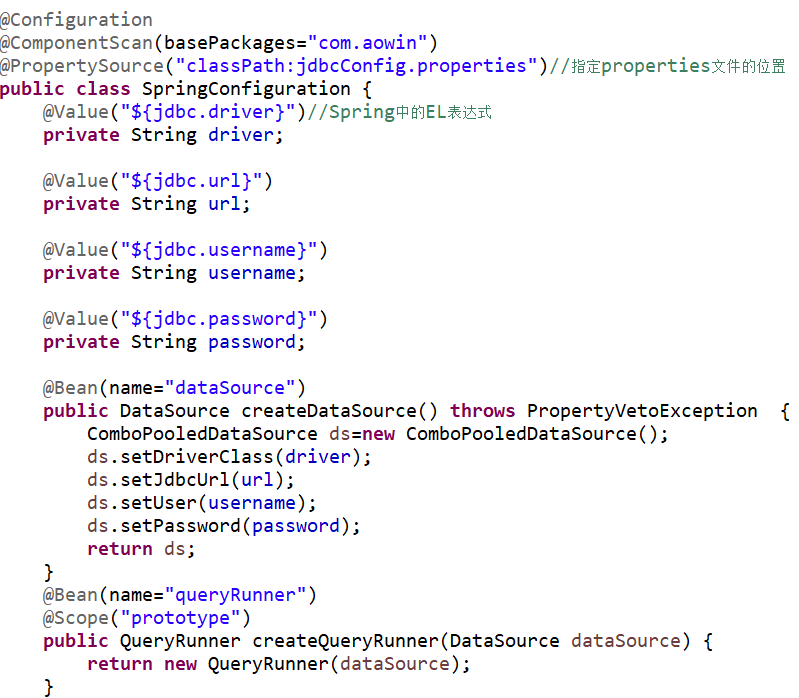 @Configuration
@ComponentScan(basePackages="com.aowin")
@PropertySource("classPath:jdbcConfig.properties")//指定properties文件的位置
public class SpringConfiguration {
    @Value("${jdbc.driver}")//Spring中的EL表达式
    private String driver;

    @Value("${jdbc.url}")
    private String url;

    @Value("${jdbc.username}")
    private String username;

    @Value("${jdbc.password}")
    private String password;

    @Bean(name="dataSource")
    public DataSource createDataSource() throws PropertyVetoException  {
        ComboPooledDataSource ds=new ComboPooledDataSource();
        ds.setDriverClass(driver);
        ds.setJdbcUrl(url);
        ds.setUser(username);
        ds.setPassword(password);
        return ds;
    }
    @Bean(name="queryRunner")
    @Scope("prototype")
    public QueryRunner createQueryRunner(DataSource dataSource) {
        return new QueryRunner(dataSource);
    }